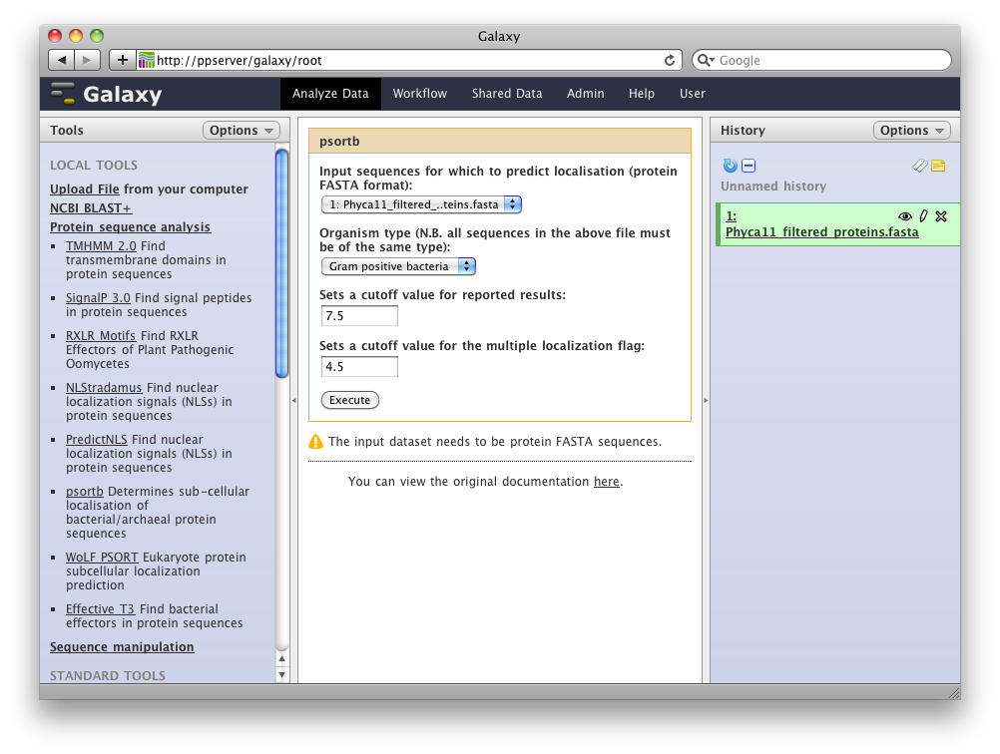 Galaxy
http://ppserver/galaxy/root
Google
Galaxy
Analyze Data
Workflow
Shared Data
Admin
Help
User
Tools
Options
LOCAL TOOLS
Upload File from your computer
NCBI BLAST+
Protein sequence analysis
TMHMM 2.0 Find
transmembrane domains in
protein sequences
SignalP 3.0 Find signal peptides
in protein sequences
RXLR Motifs Find RXLR
Effectors of Plant Pathogenic
Oomycetes
NLStradamus Find nuclear
localization signals (NLSs) in
protein sequences
PredictNLS Find nuclear
localization signals (NLSs) in
protein sequences
psortb Determines sub-cellular
localisation of
bacterial/archaeal protein
sequences
WoLF PSORT Eukaryote protein
subcellular localization
prediction
Effective T3 Find bacterial
effectors in protein sequences
Sequence manipulation
STANDARD TOOLS
psortb
Input sequences for which to predict localisation (protein
FASTA format):
1: Phyca11_filtered_..teins.fasta
Organism type (N.B. all sequences in the above file must
be of the same type):
Gram positive bacteria
Sets a cutoff value for reported results:
7.5
Sets a cutoff value for the multiple localization flag:
4.5
Execute
The input dataset needs to be protein FASTA sequences.
You can view the original documentation here.
History
Options
Unnamed history
1:
Phyca11_filtered_proteins.fasta